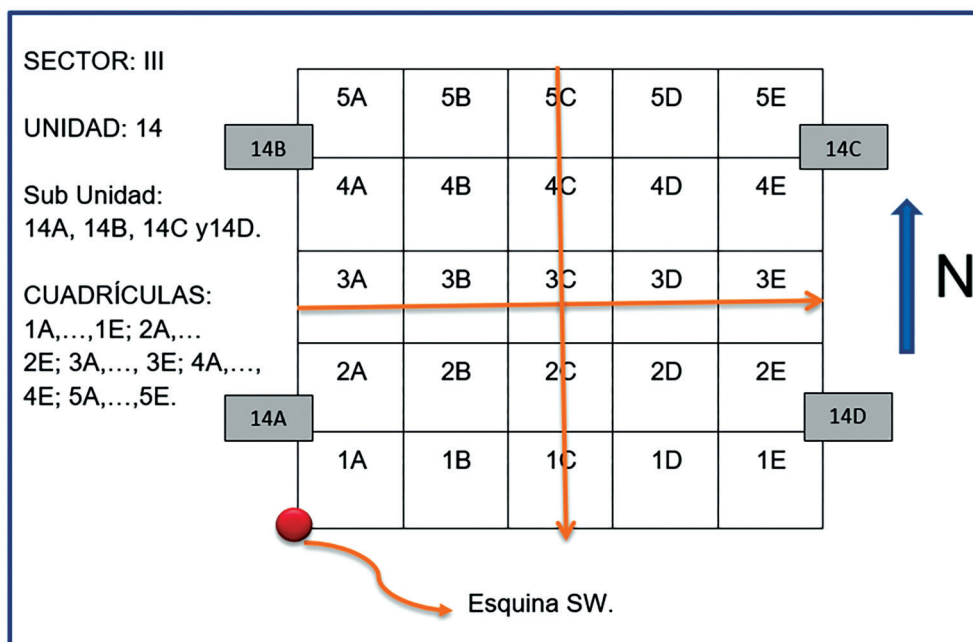 SECTOR: III
UNIDAD: 14
Sub Unidad:
14A, 14B, 14C y14D.
CUADRÍCULAS:
1A,...,1E; 2A,...
2E; 3A,..., 3E; 4A,...,
4E; 5A,...,5E.
5A 5B 5C 5D 5E
14B 14C
4A 4B 4C 4D 4E
N
3A 3B 3C 3D 3E
2A 2B 2C 2D 2E
14A 14D
1A 1B 1C 1D 1E
Esquina SW.